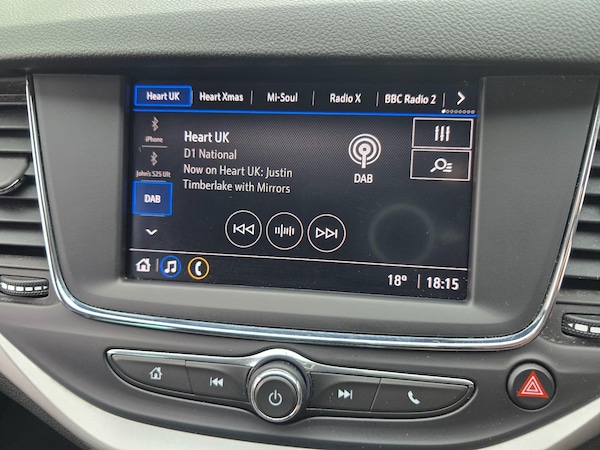 Heart UK
Heart Xmas
Mi-Soul
Radio X
BBC Radio 2
iPhone
John's S25 Ult
DAB
Heart UK
D1 National
Now on Heart UK: Justin
Timberlake with Mirrors
DAB
18°
18:15